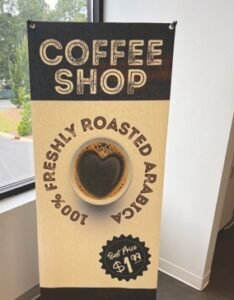 COFFEE
SHOP
100% FRESHLY ROASTED ARABICA
Best Price
$1.99